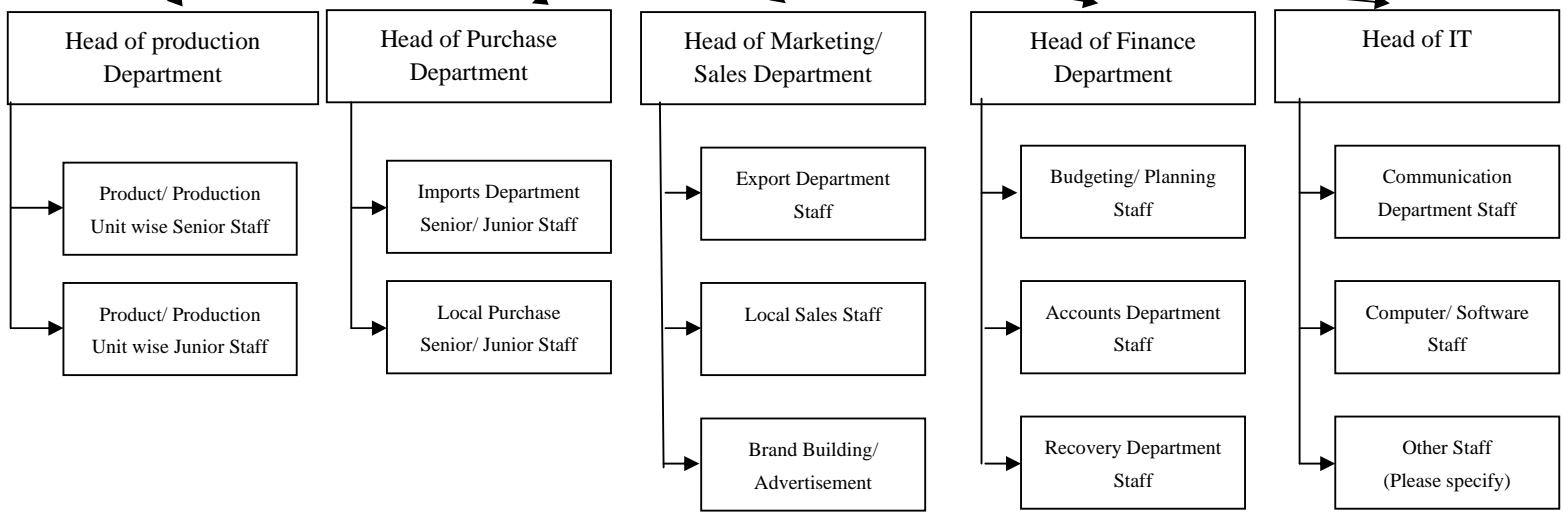 Head of production
Department
Head of Purchase
Department
Head of Marketing/
Sales Department
Head of Finance
Department
Head of IT
Product/ Production
Unit wise Senior Staff
Product/ Production
Unit wise Junior Staff
Imports Department
Senior/ Junior Staff
Local Purchase
Senior/ Junior Staff
Export Department
Staff
Local Sales Staff
Brand Building/
Advertisement
Budgeting/ Planning
Staff
Accounts Department
Staff
Recovery Department
Staff
Communication
Department Staff
Computer/ Software
Staff
Other Staff
(Please specify)